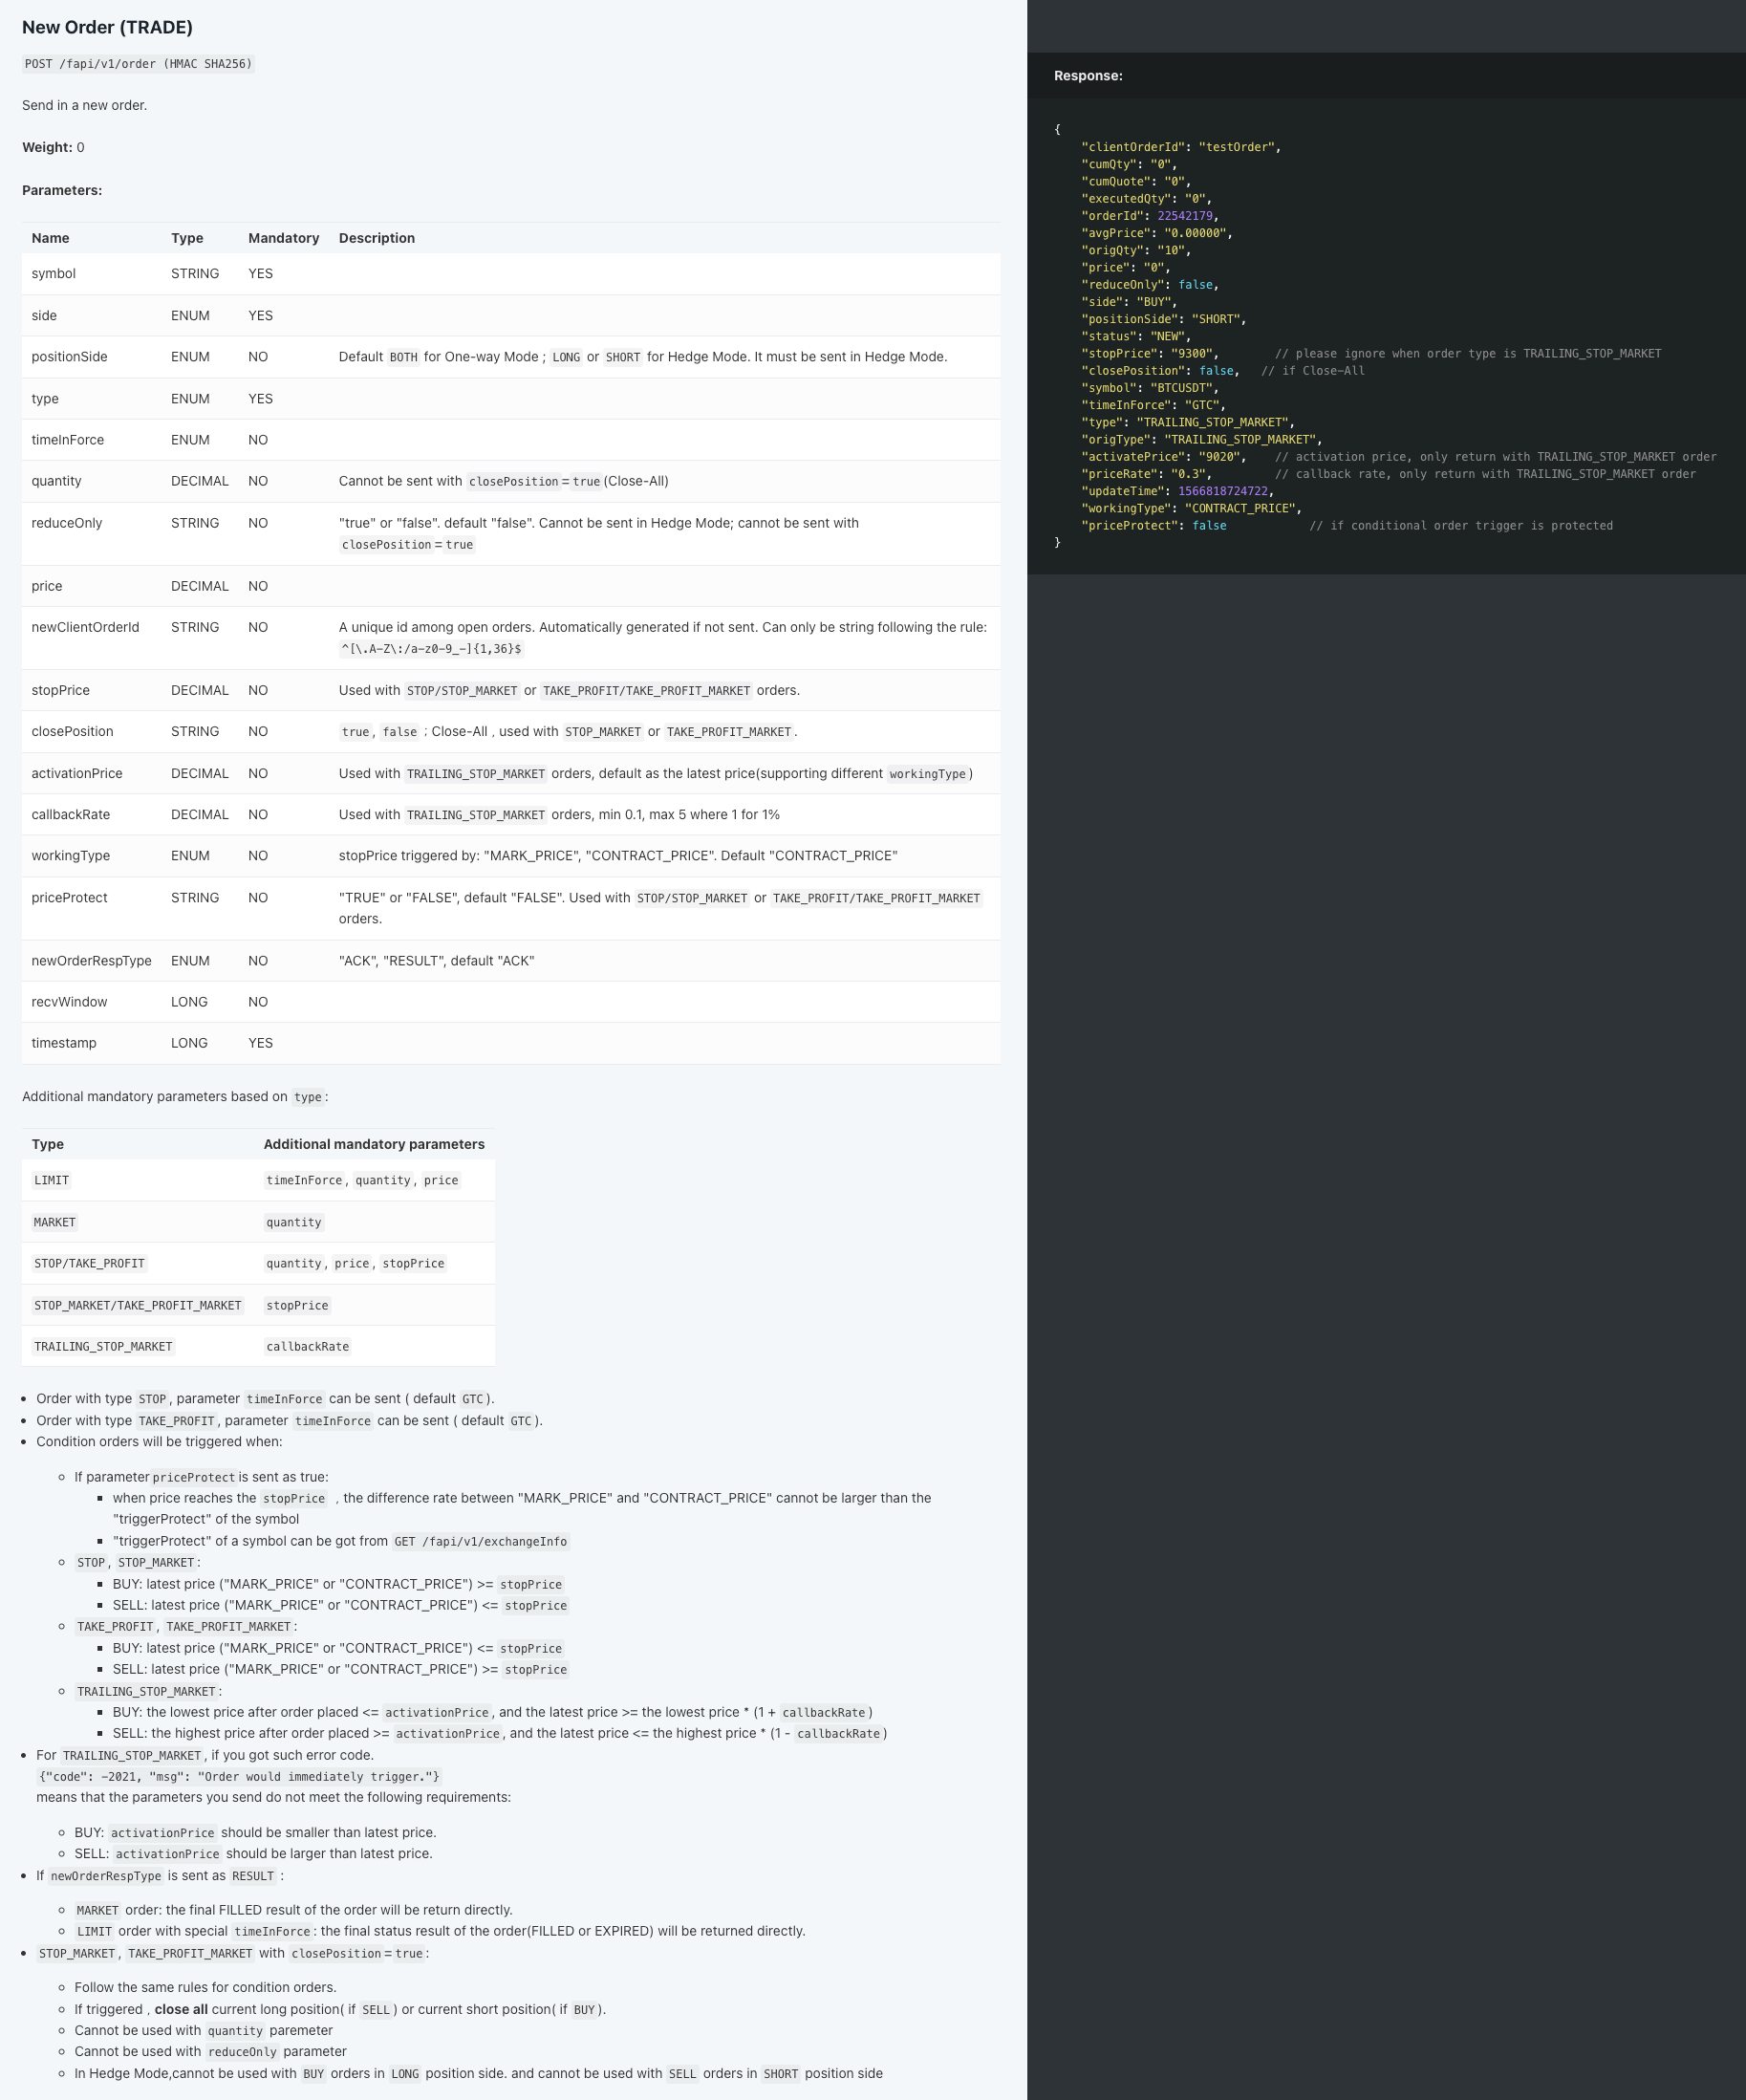 New Order (TRADE)
POST /fapi/v1/order (HMAC SHA256)
Send in a new order.
Weight: 0
Parameters:
Name Type Mandatory Description
symbol STRING YES
side ENUM YES
positionSide ENUM NO Default BOTH for One-way Mode ; LONG or SHORT for Hedge Mode. It must be sent in Hedge Mode.
type ENUM YES
timeInForce ENUM NO
quantity DECIMAL NO Cannot be sent with closePosition=true(Close-All)
reduceOnly STRING NO "true" or "false". default "false". Cannot be sent in Hedge Mode; cannot be sent with
closePosition=true
price DECIMAL NO
newClientOrderId STRING NO A unique id among open orders. Automatically generated if not sent. Can only be string following the rule:
^[\.A-Z\:/a-z0-9_-]{1,36}$
stopPrice DECIMAL NO Used with STOP/STOP_MARKET or TAKE_PROFIT/TAKE_PROFIT_MARKET orders.
closePosition STRING NO true, false ; Close-All , used with STOP_MARKET or TAKE_PROFIT_MARKET.
activationPrice DECIMAL NO Used with TRAILING_STOP_MARKET orders, default as the latest price(supporting different workingType)
callbackRate DECIMAL NO Used with TRAILING_STOP_MARKET orders, min 0.1, max 5 where 1 for 1%
workingType ENUM NO stopPrice triggered by: "MARK_PRICE", "CONTRACT_PRICE". Default "CONTRACT_PRICE"
priceProtect STRING NO "TRUE" or "FALSE", default "FALSE". Used with STOP/STOP_MARKET or TAKE_PROFIT/TAKE_PROFIT_MARKET
orders.
newOrderRespType ENUM NO "ACK", "RESULT", default "ACK"
recvWindow LONG NO
timestamp LONG YES
Additional mandatory parameters based on type:
Type Additional mandatory parameters
LIMIT timeInForce, quantity, price
MARKET quantity
STOP/TAKE_PROFIT quantity, price, stopPrice
STOP_MARKET/TAKE_PROFIT_MARKET stopPrice
TRAILING_STOP_MARKET callbackRate
• Order with type STOP, parameter timeInForce can be sent ( default GTC).
• Order with type TAKE_PROFIT, parameter timeInForce can be sent ( default GTC).
• Condition orders will be triggered when:
◦ If parameter priceProtect is sent as true:
▪ when price reaches the stopPrice , the difference rate between "MARK_PRICE" and "CONTRACT_PRICE" cannot be larger than the
"triggerProtect" of the symbol
▪ "triggerProtect" of a symbol can be got from GET /fapi/v1/exchangeInfo
◦ STOP, STOP_MARKET:
▪ BUY: latest price ("MARK_PRICE" or "CONTRACT_PRICE") >= stopPrice
▪ SELL: latest price ("MARK_PRICE" or "CONTRACT_PRICE") <= stopPrice
◦ TAKE_PROFIT, TAKE_PROFIT_MARKET:
▪ BUY: latest price ("MARK_PRICE" or "CONTRACT_PRICE") <= stopPrice
▪ SELL: latest price ("MARK_PRICE" or "CONTRACT_PRICE") >= stopPrice
◦ TRAILING_STOP_MARKET:
▪ BUY: the lowest price after order placed <= activationPrice, and the latest price >= the lowest price * (1 + callbackRate)
▪ SELL: the highest price after order placed >= activationPrice, and the latest price <= the highest price * (1 - callbackRate)
• For TRAILING_STOP_MARKET, if you got such error code.
{"code": -2021, "msg": "Order would immediately trigger."}
means that the parameters you send do not meet the following requirements:
◦ BUY: activationPrice should be smaller than latest price.
◦ SELL: activationPrice should be larger than latest price.
• If newOrderRespType is sent as RESULT :
◦ MARKET order: the final FILLED result of the order will be return directly.
◦ LIMIT order with special timeInForce: the final status result of the order(FILLED or EXPIRED) will be returned directly.
• STOP_MARKET, TAKE_PROFIT_MARKET with closePosition=true:
◦ Follow the same rules for condition orders.
◦ If triggered , close all current long position( if SELL) or current short position( if BUY).
◦ Cannot be used with quantity paremeter
◦ Cannot be used with reduceOnly parameter
◦ In Hedge Mode,cannot be used with BUY orders in LONG position side. and cannot be used with SELL orders in SHORT position side
Response:
{
"clientOrderId": "testOrder",
"cumQty": "0",
"cumQuote": "0",
"executedQty": "0",
"orderId": 22542179,
"avgPrice": "0.00000",
"origQty": "10",
"price": "0",
"reduceOnly": false,
"side": "BUY",
"positionSide": "SHORT",
"status": "NEW",
"stopPrice": "9300", // please ignore when order type is TRAILING_STOP_MARKET
"closePosition": false, // if Close-All
"symbol": "BTCUSDT",
"timeInForce": "GTC",
"type": "TRAILING_STOP_MARKET",
"origType": "TRAILING_STOP_MARKET",
"activatePrice": "9020", // activation price, only return with TRAILING_STOP_MARKET order
"priceRate": "0.3", // callback rate, only return with TRAILING_STOP_MARKET order
"updateTime": 1566818724722,
"workingType": "CONTRACT_PRICE",
"priceProtect": false // if conditional order trigger is protected
}